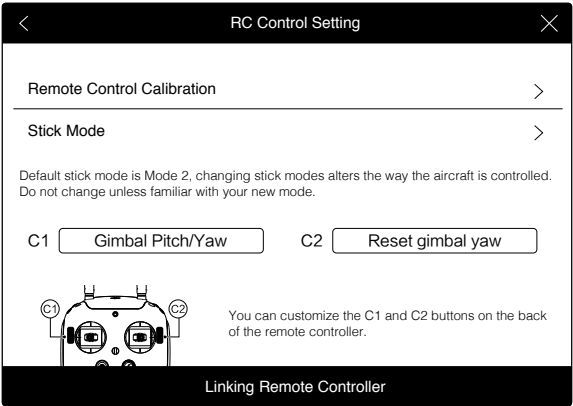 RC Control Setting
Remote Control Calibration
Stick Mode
Default stick mode is Mode 2, changing stick modes alters the way the aircraft is controlled.
Do not change unless familiar with your new mode.
C1 Gimbal Pitch/Yaw C2 Reset gimbal yaw
C1 C2
You can customize the C1 and C2 buttons on the back
of the remote controller.
Linking Remote Controller